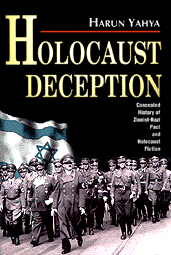 HARUN YAHYA
HOLOCAUST
DECEPTION
Concealed
History of
Zionist-Nazi
Pact
and
Holocaust
Fiction